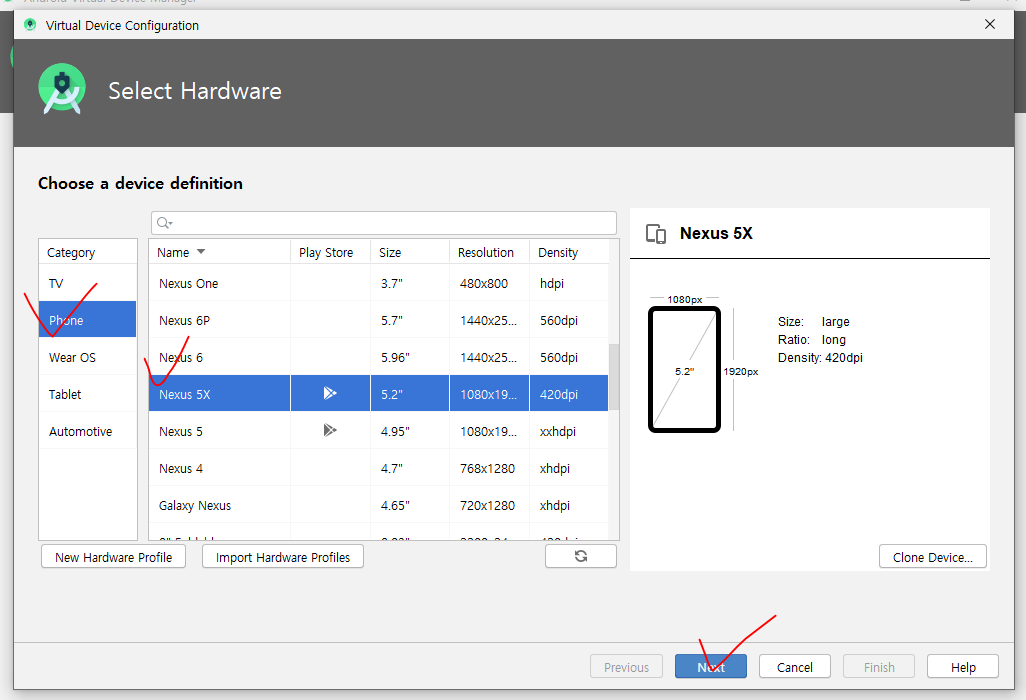 Android Virtual Device Manager
Virtual Device Configuration
Select Hardware
Choose a device definition
Category
TV
Phone
Wear OS
Tablet
Automotive
Name Play Store Size Resolution Density
Nexus One 3.7" 480x800 hdpi
Nexus 6P 5.7" 1440x25... 560dpi
Nexus 6 5.96" 1440x25... 560dpi
Nexus 5X 5.2" 1080x19... 420dpi
Nexus 5 4.95" 1080x19... xxhdpi
Nexus 4 4.7" 768x1280 xhdpi
Galaxy Nexus 4.65" 720x1280 xhdpi
New Hardware Profile Import Hardware Profiles
Nexus 5X
1080px
5.2"
1920px
Size: large
Ratio: long
Density: 420dpi
Clone Device...
Previous Next Cancel Finish Help